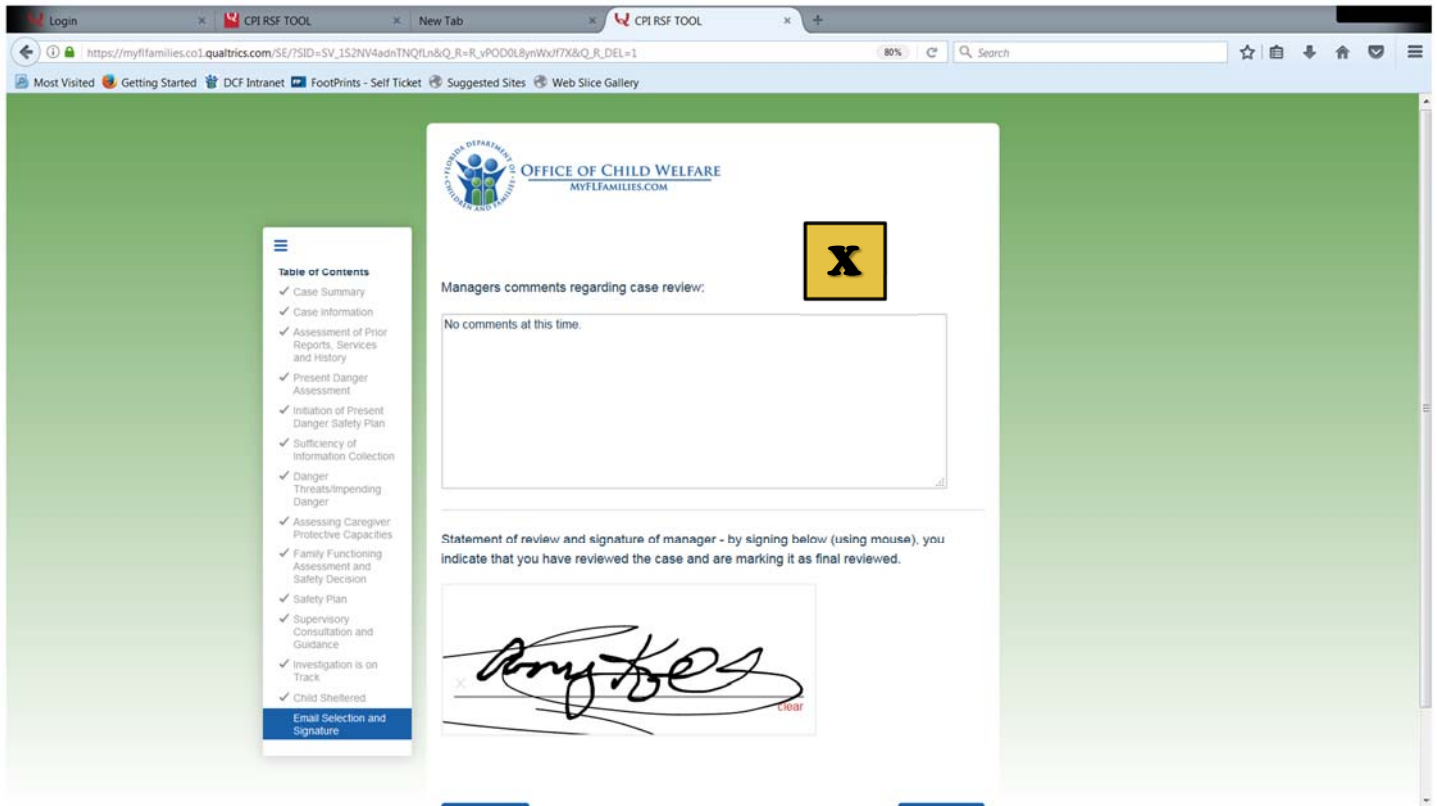 Login
CPI RSF TOOL
New Tab
CPI RSF TOOL
https://myflfamilies.co1.qualtrics.com/SE/?SID=SV_1S2NV4adnTNQfLn&Q_R=R_vPOD0L8ynWxJf7X&Q_R_DEL=1
80%
Search
Most Visited Getting Started DCF Intranet FootPrints - Self Ticket Suggested Sites Web Slice Gallery
FLORIDA DEPARTMENT OF CHILDREN AND FAMILIES
OFFICE OF CHILD WELFARE
MYFLFAMILIES.COM
X
Table of Contents
Case Summary
Case Information
Assessment of Prior
Reports, Services
and History
Present Danger
Assessment
Initiation of Present
Danger Safety Plan
Sufficiency of
Information Collection
Danger
Threats/Impending
Danger
Assessing Caregiver
Protective Capacities
Family Functioning
Assessment and
Safety Decision
Safety Plan
Supervisory
Consultation and
Guidance
Investigation is on
Track
Child Sheltered
Email Selection and
Signature
Managers comments regarding case review:
No comments at this time.
Statement of review and signature of manager - by signing below (using mouse), you
indicate that you have reviewed the case and are marking it as final reviewed.
X
clear